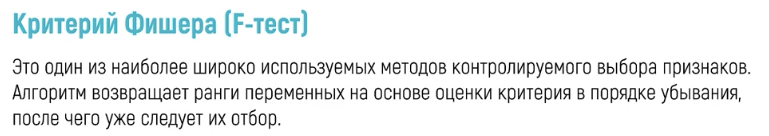 Критерий Фишера (F-тест)
Это один из наиболее широко используемых методов контролируемого выбора признаков.
Алгоритм возвращает ранги переменных на основе оценки критерия в порядке убывания,
после чего уже следует их отбор.